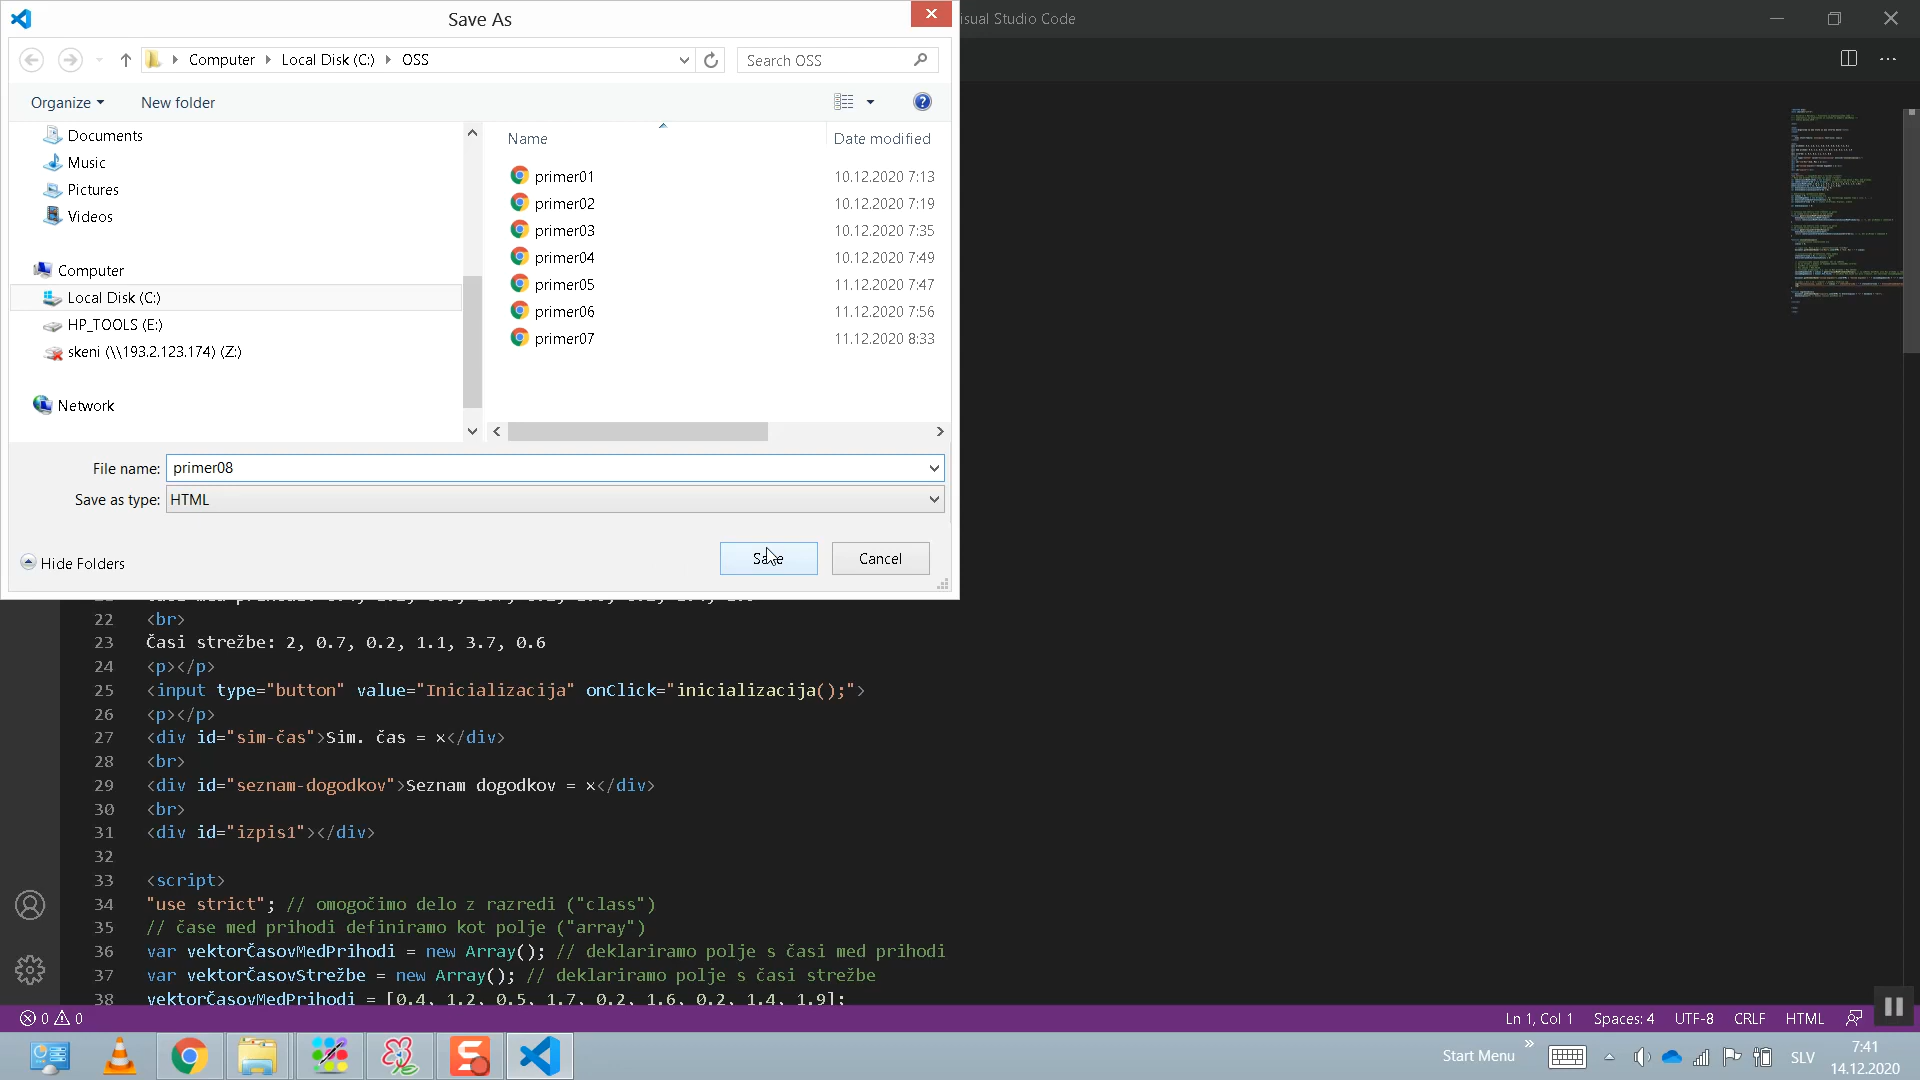 Save As
isual Studio Code
Computer Local Disk (C:) OSS
Search OSS
Organize
New folder
Documents
Music
Pictures
Videos
Computer
Local Disk (C:)
HP_TOOLS (E:)
skeni (\\193.2.123.174) (Z:)
Network
Name Date modified
primer01 10.12.2020 7:13
primer02 10.12.2020 7:19
primer03 10.12.2020 7:35
primer04 10.12.2020 7:49
primer05 11.12.2020 7:47
primer06 11.12.2020 7:56
primer07 11.12.2020 8:33
File name: primer08
Save as type: HTML
Hide Folders
Save
Cancel
22 <br>
23 Časi strežbe: 2, 0.7, 0.2, 1.1, 3.7, 0.6
24 <p></p>
25 <input type="button" value="Inicializacija" onClick="inicializacija();">
26 <p></p>
27 <div id="sim-čas">Sim. čas = x</div>
28 <br>
29 <div id="seznam-dogodkov">Seznam dogodkov = x</div>
30 <br>
31 <div id="izpis1"></div>
32
33 <script>
34 "use strict"; // omogočimo delo z razredi ("class")
35 // čase med prihodi definiramo kot polje ("array")
36 var vektorČasovMedPrihodi = new Array(); // deklariramo polje s časi med prihodi
37 var vektorČasovStrežbe = new Array(); // deklariramo polje s časi strežbe
38 vektorČasovMedPrihodi = [0.4, 1.2, 0.5, 1.7, 0.2, 1.6, 0.2, 1.4, 1.9];
0 0
Ln 1, Col 1 Spaces: 4 UTF-8 CRLF HTML
Start Menu
SLV
7:41
14.12.2020